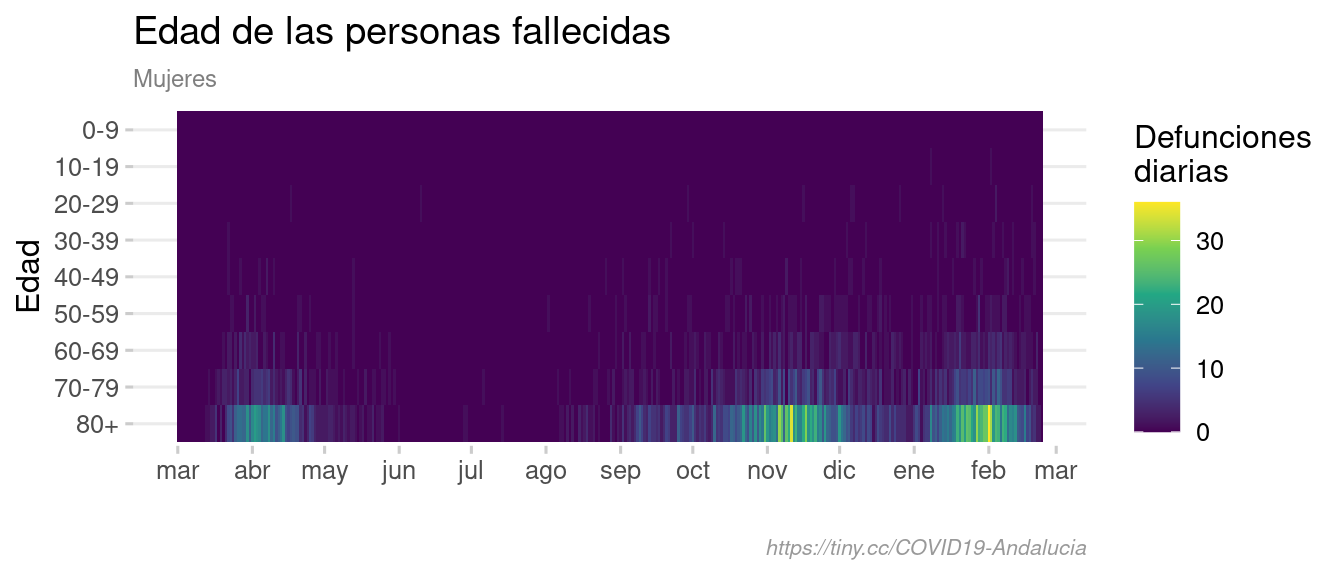 Edad de las personas fallecidas
Mujeres
Edad
0-9
10-19
20-29
30-39
40-49
50-59
60-69
70-79
80+
mar abr may jun jul ago sep oct nov dic ene feb mar
Defunciones
diarias
30
20
10
0
https://tiny.cc/COVID19-Andalucia